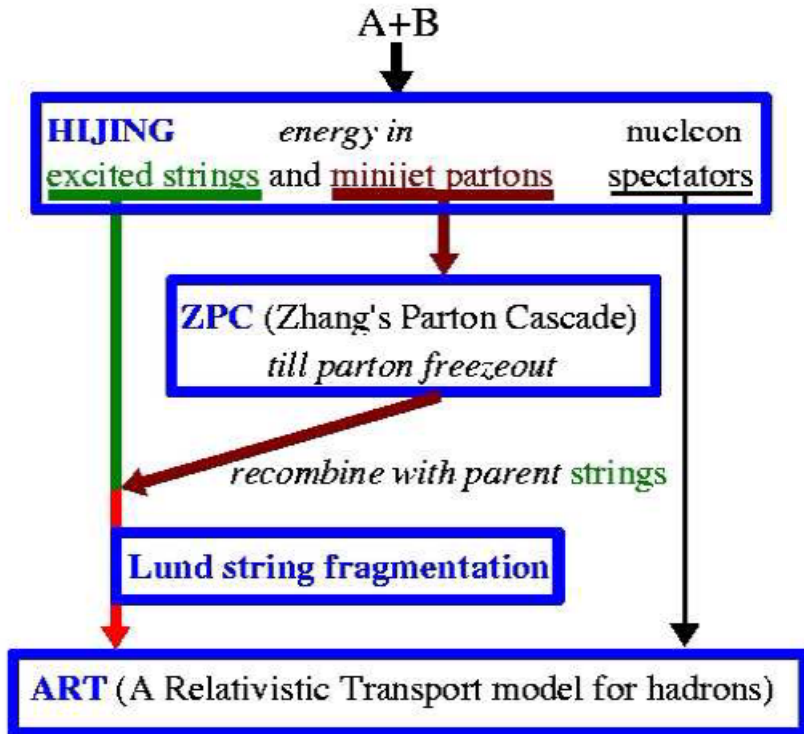 A+B
HIJING energy in nucleon
excited strings and minijet partons spectators
ZPC (Zhang's Parton Cascade)
till parton freezeout
recombine with parent strings
Lund string fragmentation
ART (A Relativistic Transport model for hadrons)